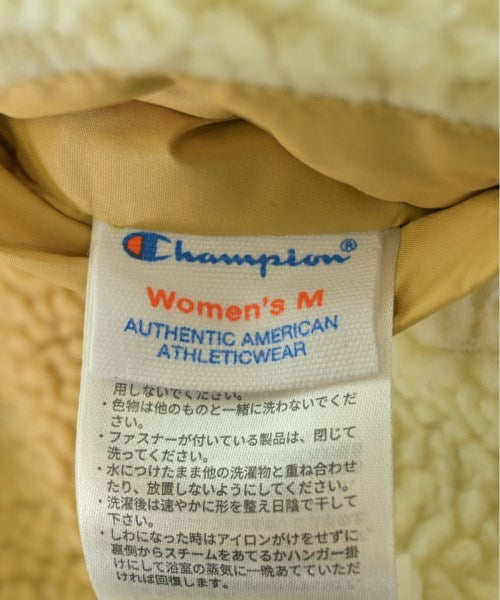 Champion®
Women's M
AUTHENTIC AMERICAN
ATHLETICWEAR
用しないでください。
・色物は他のものと一緒に洗わないでくだ
さい。
・ファスナーが付いている製品は、閉じて
洗ってください。
・水につけたまま他の洗濯物と重ね合わせ
たり、放置しないようにしてください。
・洗濯後は速やかに形を整え日陰で干して
下さい。
・しわになった時はアイロンがけをせずに
裏側からスチームをあてるかハンガー掛
けにして浴室の蒸気に一晩あてていただ
ければ回復します。